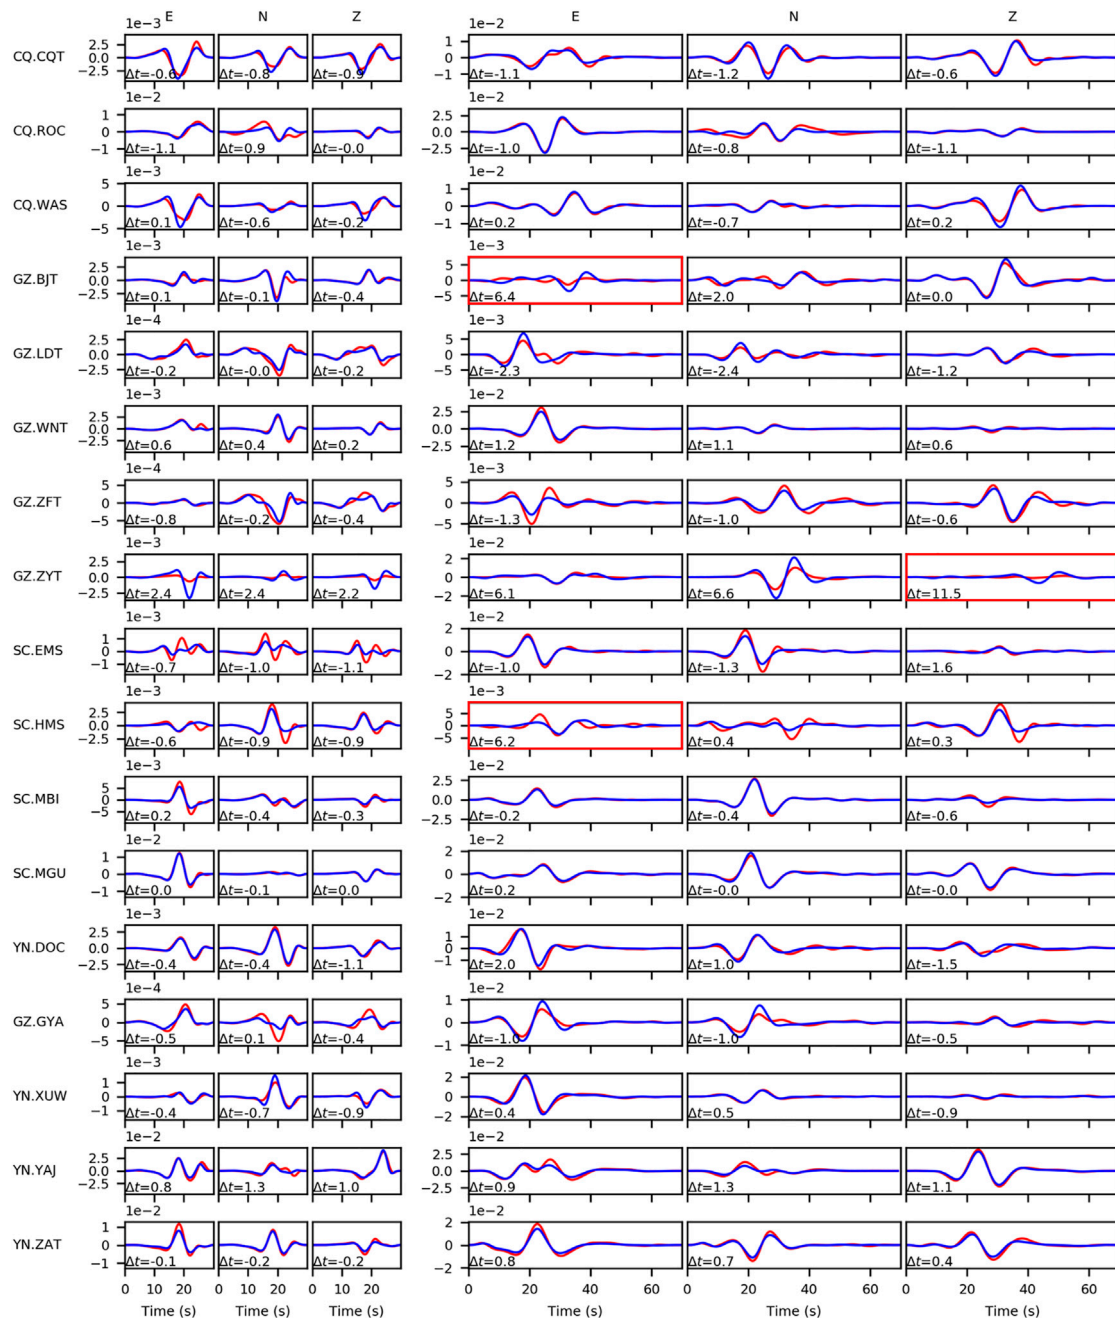 E N Z E N Z
1e−3 1e−2
CQ.CQT 2.5 0.0 −2.5 Δt=-0.6 Δt=-0.8 Δt=-0.9 1 0 −1 Δt=-1.1 Δt=-1.2 Δt=-0.6
1e−2 1e−2
CQ.ROC 1 0 −1 Δt=-1.1 Δt=0.9 Δt=-0.0 2.5 0.0 −2.5 Δt=-1.0 Δt=-0.8 Δt=-1.1
1e−3 1e−2
CQ.WAS 5 0 −5 Δt=0.1 Δt=-0.6 Δt=-0.2 1 0 −1 Δt=0.2 Δt=-0.7 Δt=0.2
1e−3 1e−3
GZ.BJT 2.5 0.0 −2.5 Δt=0.1 Δt=-0.1 Δt=-0.4 5 0 −5 Δt=6.4 Δt=2.0 Δt=0.0
1e−4 1e−3
GZ.LDT 5 0.0 −5 Δt=-0.2 Δt=-0.0 Δt=-0.2 5 0 −5 Δt=-2.3 Δt=-2.4 Δt=-1.2
1e−3 1e−2
GZ.WNT 2.5 0.0 −2.5 Δt=0.6 Δt=0.4 Δt=0.2 2.5 0.0 −2.5 Δt=1.2 Δt=1.1 Δt=0.6
1e−4 1e−3
GZ.ZFT 5 0 −5 Δt=-0.8 Δt=-0.2 Δt=-0.4 5 0 −5 Δt=-1.3 Δt=-1.0 Δt=-0.6
1e−3 1e−2
GZ.ZYT 2.5 0.0 −2.5 Δt=2.4 Δt=2.4 Δt=2.2 2 0 −2 Δt=6.1 Δt=6.6 Δt=11.5
1e−3 1e−2
SC.EMS 1 0 −1 Δt=-0.7 Δt=-1.0 Δt=-1.1 2 0 −2 Δt=-1.0 Δt=-1.3 Δt=1.6
1e−3 1e−3
SC.HMS 2.5 0.0 −2.5 Δt=-0.6 Δt=-0.9 Δt=-0.9 5 0 −5 Δt=6.2 Δt=0.4 Δt=0.3
1e−3 1e−2
SC.MBI 5 0 −5 Δt=0.2 Δt=-0.4 Δt=-0.3 2.5 0.0 −2.5 Δt=-0.2 Δt=-0.4 Δt=-0.6
1e−2 1e−2
SC.MGU 1 0 −1 Δt=0.0 Δt=-0.1 Δt=0.0 2 0 −2 Δt=0.2 Δt=-0.0 Δt=-0.0
1e−3 1e−2
YN.DOC 2.5 0.0 −2.5 Δt=-0.4 Δt=-0.4 Δt=-1.1 1 0 −1 Δt=2.0 Δt=1.0 Δt=-1.5
1e−4 1e−2
GZ.GYA 5 0 −5 Δt=-0.5 Δt=0.1 Δt=-0.4 1 0 −1 Δt=-1.0 Δt=-1.0 Δt=-0.5
1e−3 1e−2
YN.XUW 1 0 −1 Δt=-0.4 Δt=-0.7 Δt=-0.9 2 0 −2 Δt=0.4 Δt=0.5 Δt=-0.9
1e−2 1e−2
YN.YAJ 2.5 0.0 −2.5 Δt=0.8 Δt=1.3 Δt=1.0 1 0 −1 Δt=0.9 Δt=1.3 Δt=1.1
1e−2 1e−2
YN.ZAT 1 0 −1 Δt=-0.1 Δt=-0.2 Δt=-0.2 2 0 −2 Δt=0.8 Δt=0.7 Δt=0.4
0 10 20 0 10 20 0 10 20 0 20 40 60 0 20 40 60 0 20 40 60
Time (s) Time (s) Time (s) Time (s) Time (s) Time (s)